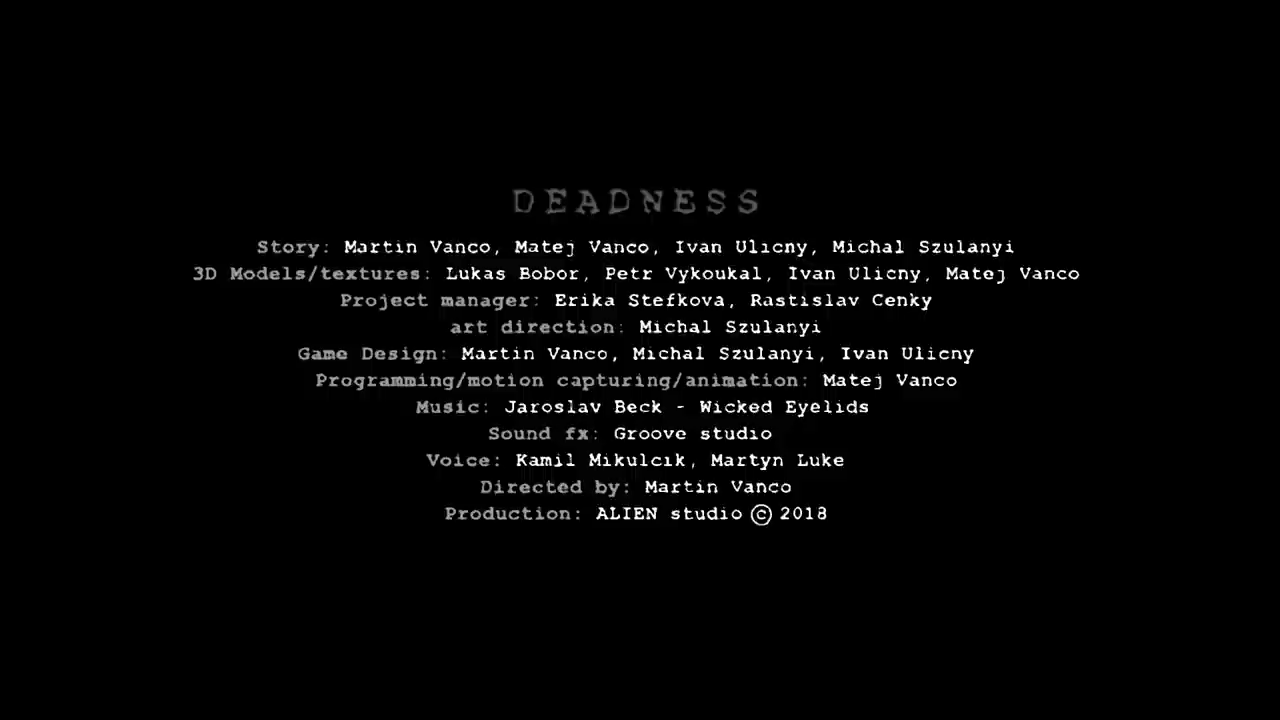 DEADNESS
Story: Martin Vanco, Matej Vanco, Ivan Ulicny, Michal Szulanyi
3D Models/textures: Lukas Bobor, Petr Vykoukal, Ivan Ulicny, Matej Vanco
Project manager: Erika Stefkova, Rastislav Cenky
art direction: Michal Szulanyi
Game Design: Martin Vanco, Michal Szulanyi, Ivan Ulicny
Programming/motion capturing/animation: Matej Vanco
Music: Jaroslav Beck - Wicked Eyelids
Sound fx: Groove studio
Voice: Kamil Mikulcik, Martyn Luke
Directed by: Martin Vanco
Production: ALIEN studio © 2018